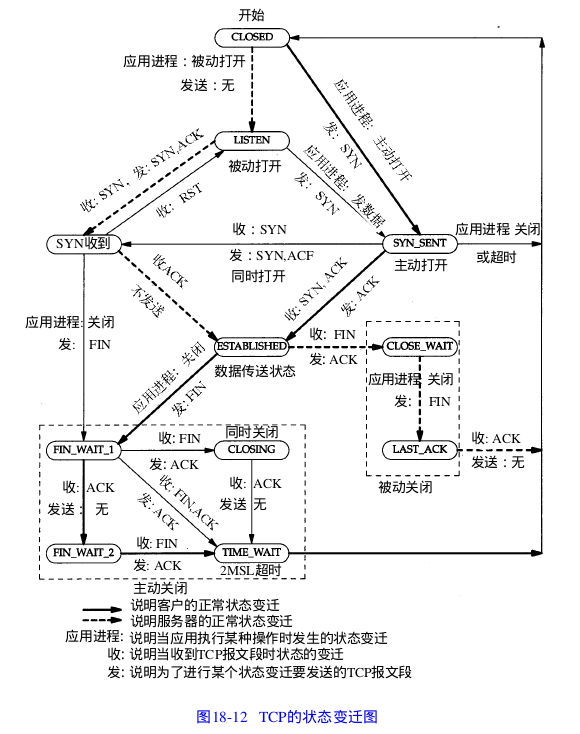 开始
CLOSED
应用进程：被动打开
发送：无
应用进程：主动打开
发：SYN
LISTEN
被动打开
收: SYN，发: SYN,ACK
收：RST
应用进程：发数据
发：SYN
SYN收到
收：SYN
发：SYN,ACF
同时打开
SYN_SENT
主动打开
应用进程 关闭
或超时
收ACK
不发送
收: SYN, ACK
发: ACK
应用进程: 关闭
发: FIN
ESTABLISHED
数据传送状态
收: FIN
发: ACK
CLOSE_WAIT
应用进程 关闭
发: FIN
LAST_ACK
被动关闭
收: ACK
发送：无
应用进程：关闭
发: FIN
FIN_WAIT_1
收: FIN
发: ACK
同时关闭
CLOSING
收: ACK
发送：无
收: FIN,ACK
发: ACK
收: ACK
发送 无
FIN_WAIT_2
收: FIN
发: ACK
TIME_WAIT
2MSL超时
主动关闭
说明客户的正常状态变迁
说明服务器的正常状态变迁
应用进程: 说明当应用执行某种操作时发生的状态变迁
收: 说明当收到TCP报文段时状态的变迁
发: 说明为了进行某个状态变迁要发送的TCP报文段
图18-12 TCP的状态变迁图